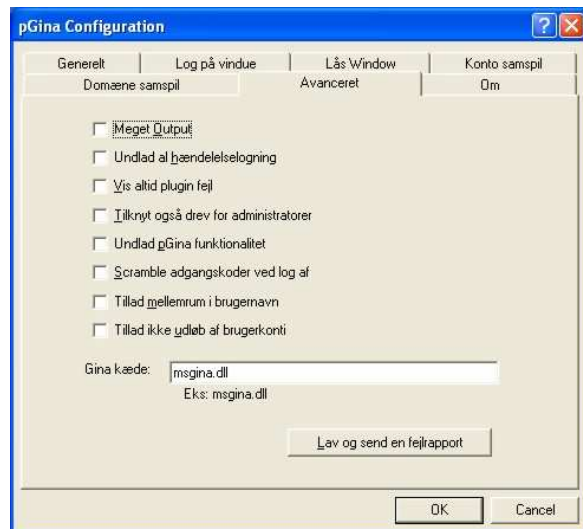 pGina Configuration
Generelt
Log på vindue
Lås Window
Konto samspil
Domæne samspil
Avanceret
Om
Meget Output
Undlad al hændelelselogning
Vis altid plugin fejl
Tilknyt også drev for administratorer
Undlad pGina funktionalitet
Scramble adgangskoder ved log af
Tillad mellemrum i brugernavn
Tillad ikke udløb af brugerkonti
Gina kæde: msgina.dll
Eks: msgina.dll
Lav og send en fejlrapport
OK
Cancel